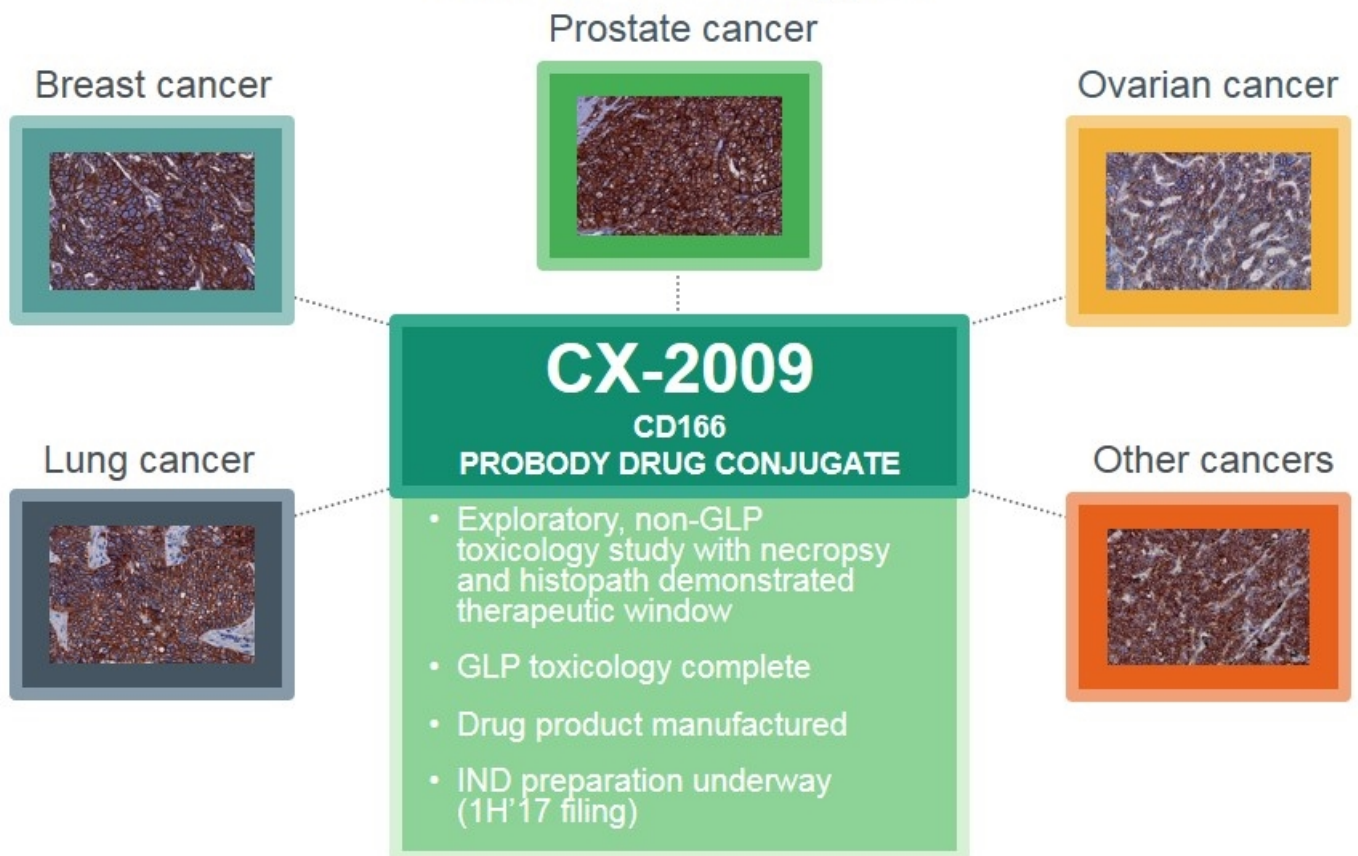 Prostate cancer
Breast cancer
Ovarian cancer
CX-2009
CD166
PROBODY DRUG CONJUGATE
Lung cancer
Other cancers
• Exploratory, non-GLP
toxicology study with necropsy
and histopath demonstrated
therapeutic window
• GLP toxicology complete
• Drug product manufactured
• IND preparation underway
(1H'17 filing)